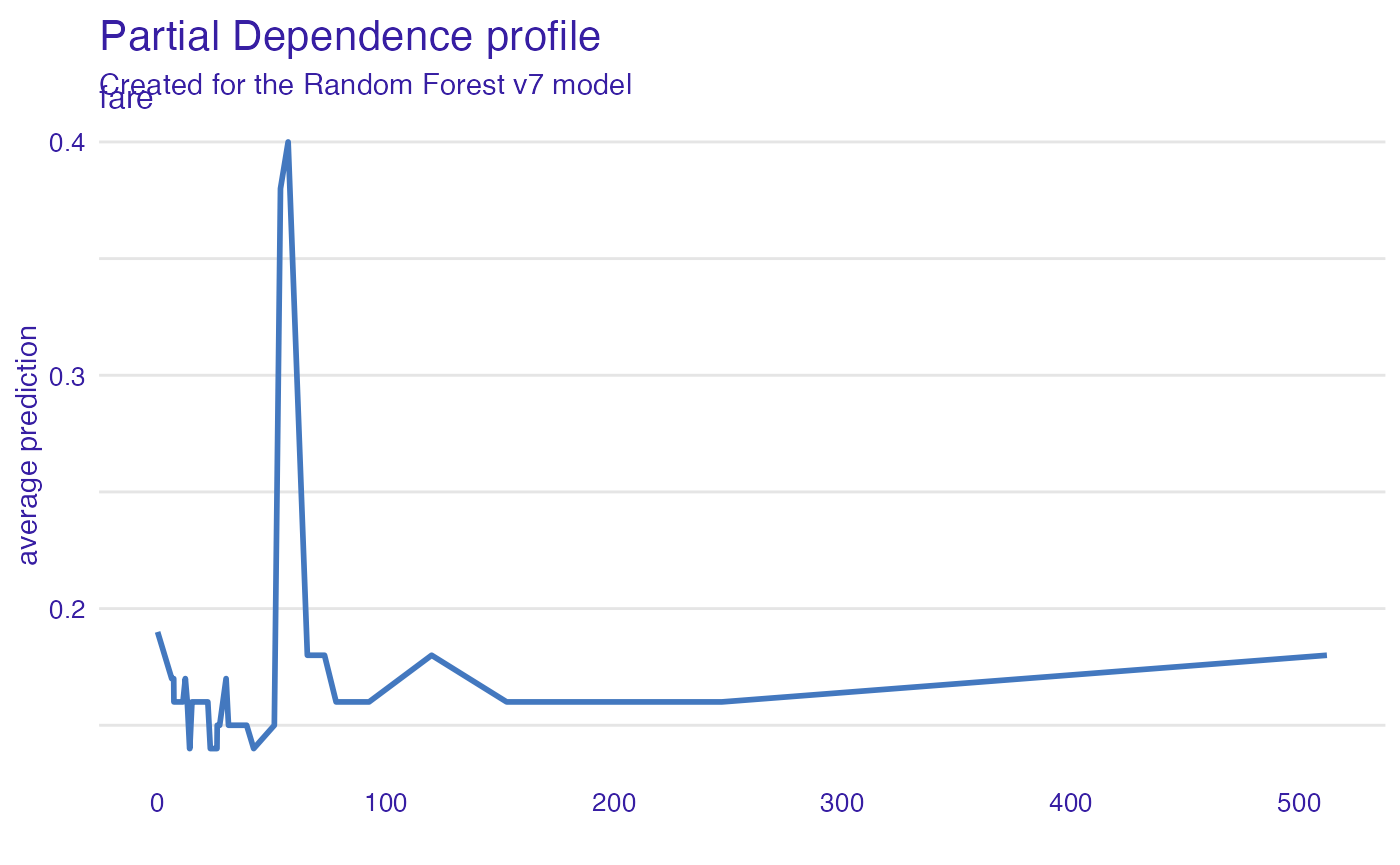 Partial Dependence profile
Created for the Random Forest v7 model
fare
0.4
0.3
0.2
average prediction
0 100 200 300 400 500